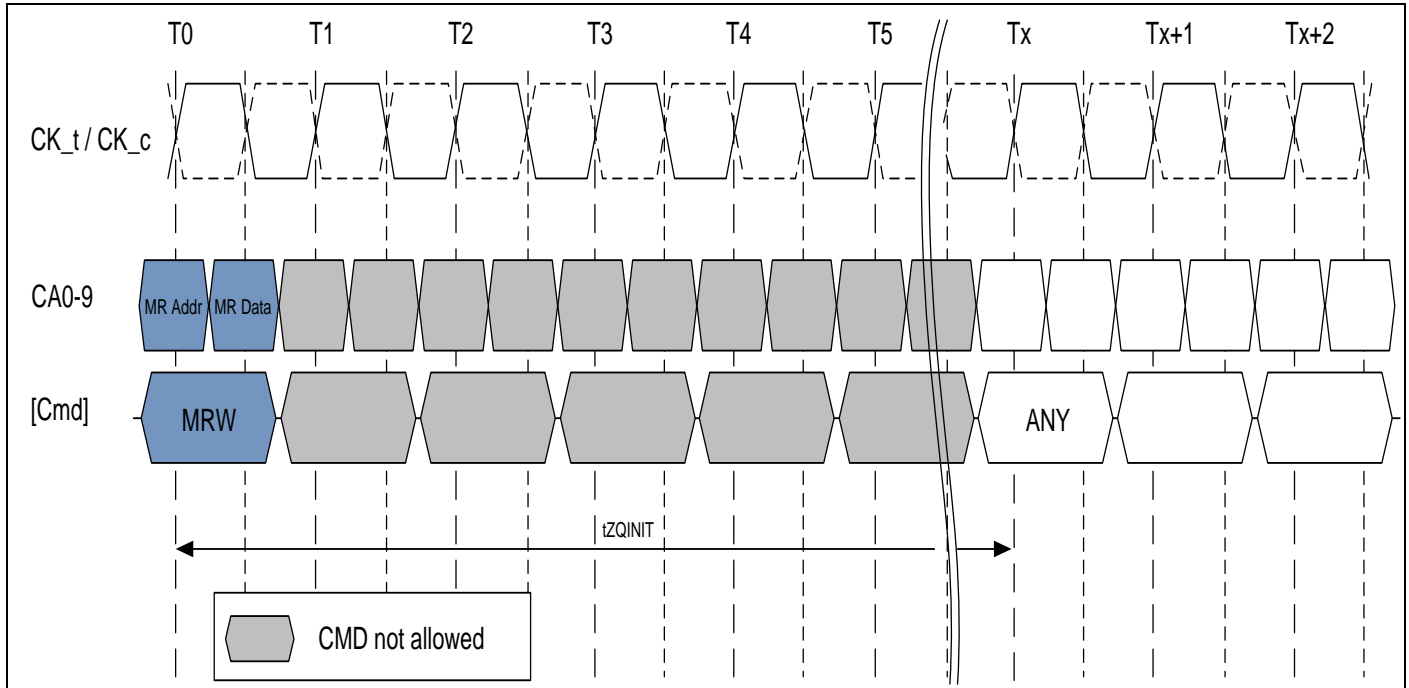 T0 T1 T2 T3 T4 T5 Tx Tx+1 Tx+2
CK_t / CK_c
CA0-9 MR Addr MR Data
[Cmd] MRW ANY
tZQINIT
CMD not allowed